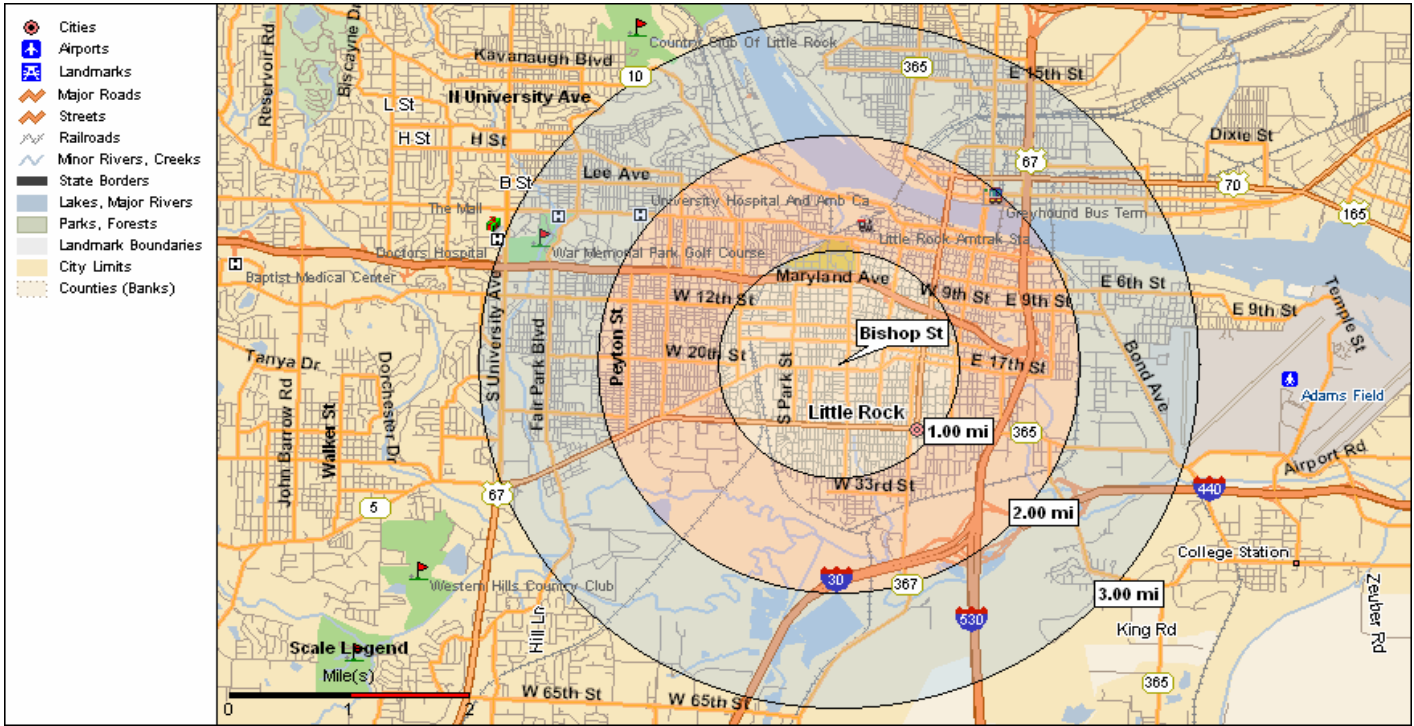 Cities
Airports
Landmarks
Major Roads
Streets
Railroads
Minor Rivers, Creeks
State Borders
Lakes, Major Rivers
Parks, Forests
Landmark Boundaries
City Limits
Counties (Banks)
Reservoir Rd
Biscayne Dr
Kavanaugh Blvd
Country Club Of Little Rock
10
365
E 15th St
N University Ave
L St
H St
H St
Dixie St
67
70
165
Lee Ave
B St
The Mall
H
H
University Hospital And Amb Ca
Greyhound Bus Term
H
Little Rock Amtrak Sta
Doctors Hospital
War Memorial Park Golf Course
H
Baptist Medical Center
Maryland Ave
E 6th St
W 12th St
W 9th St
E 9th St
E 9th St
Temple St
S University Ave
Fair Park Blvd
Peyton St
Bishop St
W 20th St
S Park St
E 17th St
Bond Ave
Tanya Dr
Dorchester Dr
John Barrow Rd
Walker St
Adams Field
Little Rock
1.00 mi
365
Airport Rd
W 33rd St
67
440
5
2.00 mi
College Station
Western Hills Country Club
30
367
3.00 mi
530
Zeuber Rd
King Rd
Hill Ln
Scale Legend
Mile(s)
365
W 65th St
W 65th St
0 1 2